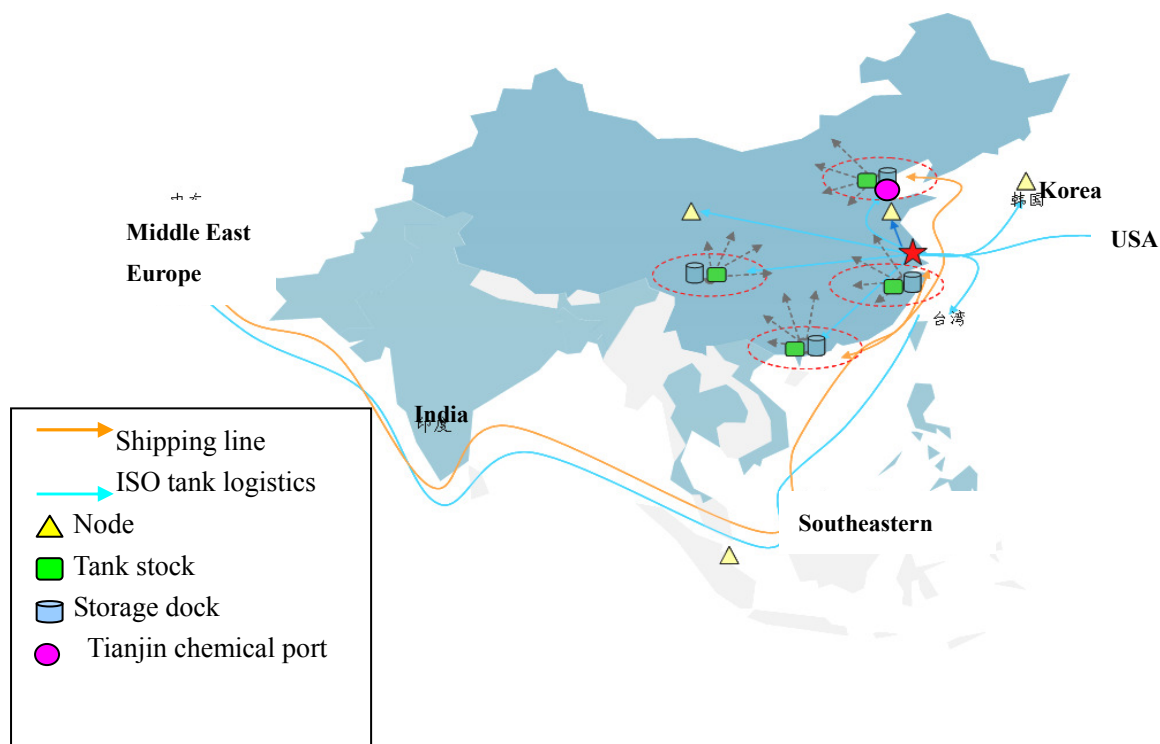 Middle East
Europe
Korea
韩国
USA
台湾
India
印度
Southeastern
Shipping line
ISO tank logistics
Node
Tank stock
Storage dock
Tianjin chemical port